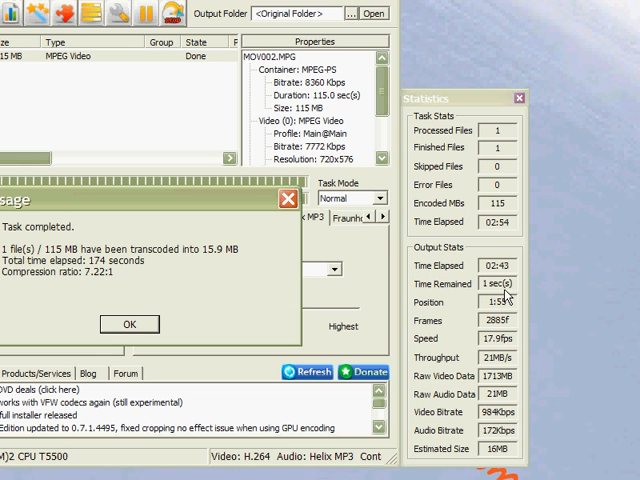 Output Folder <Original Folder> ... Open
ze Type Group State P
15 MB MPEG Video Done
Properties
MOV002.MPG
Container: MPEG-PS
Bitrate: 8360 Kbps
Duration: 115.0 sec(s)
Size: 115 MB
Video (0): MPEG Video
Profile: Main@Main
Bitrate: 7772 Kbps
Resolution: 720x576
Task Mode
Normal
x MP3 Fraunho
Highest
sage
Task completed.
1 file(s) / 115 MB have been transcoded into 15.9 MB
Total time elapsed: 174 seconds
Compression ratio: 7.22:1
OK
Products/Services Blog Forum
Refresh Donate
DVD deals (click here)
works with VFW codecs again (still experimental)
full installer released
Edition updated to 0.7.1.4495, fixed cropping no effect issue when using GPU encoding
M)2 CPU T5500 Video: H.264 Audio: Helix MP3 Cont
Statistics
Task Stats
Processed Files 1
Finished Files 1
Skipped Files 0
Error Files 0
Encoded MBs 115
Time Elapsed 02:54
Output Stats
Time Elapsed 02:43
Time Remained 1 sec(s)
Position 1:55
Frames 2885f
Speed 17.9fps
Throughput 21MB/s
Raw Video Data 1713MB
Raw Audio Data 21MB
Video Bitrate 984Kbps
Audio Bitrate 172Kbps
Estimated Size 16MB